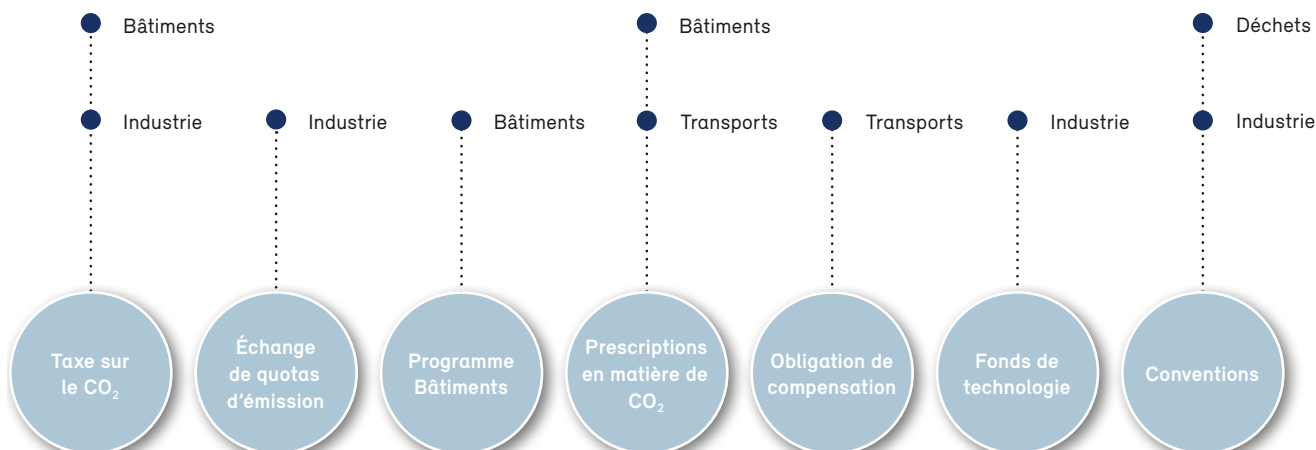 Bâtiments
Bâtiments
Déchets
Industrie
Industrie
Bâtiments
Transports
Transports
Industrie
Industrie
Taxe sur
le CO₂
Échange
de quotas
d’émission
Programme
Bâtiments
Prescriptions
en matière de
CO₂
Obligation de
compensation
Fonds de
technologie
Conventions